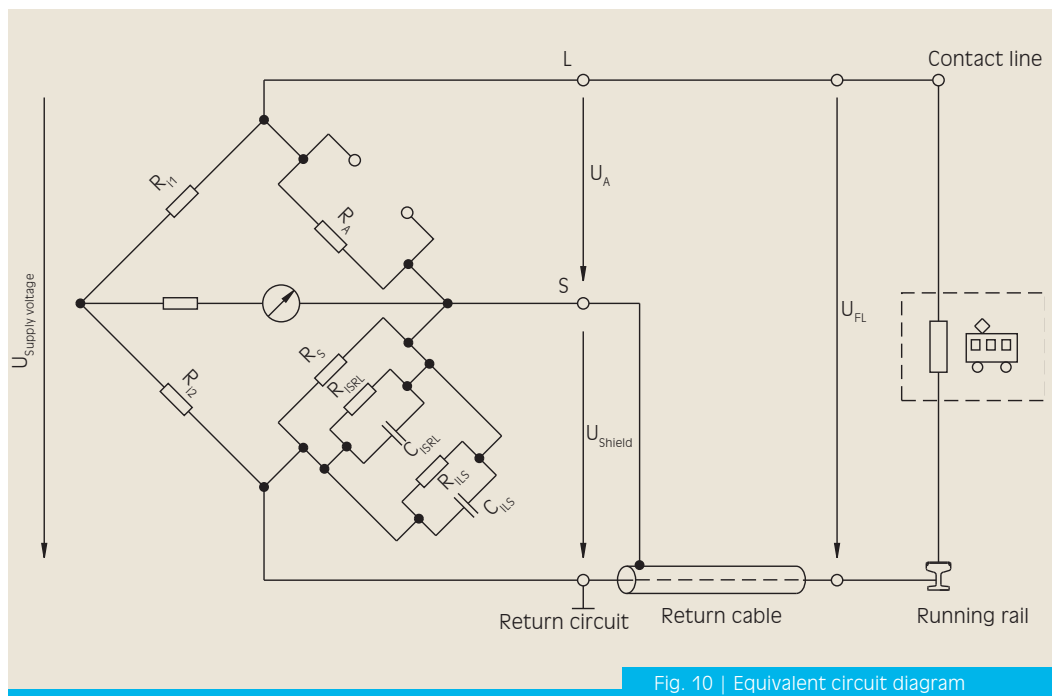 L
Contact line
R_i1
U_A
R_A
S
U_Supply voltage
U_FL
R_S
R_i2
R_ISRL
C_ISRL
U_Shield
R_ILS
C_ILS
Return circuit
Return cable
Running rail
Fig. 10 | Equivalent circuit diagram